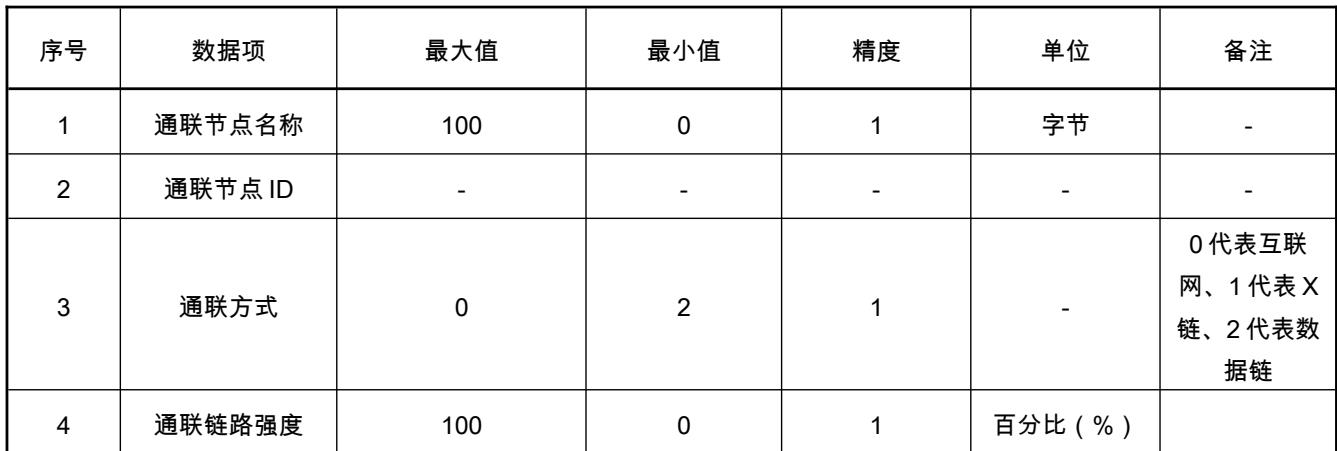 序号 数据项 最大值 最小值 精度 单位 备注
1 通联节点名称 100 0 1 字节 -
2 通联节点 ID - - - - -
3 通联方式 0 2 1 - 0 代表互联
网、1 代表 X
链、2 代表数
据链
4 通联链路强度 100 0 1 百分比（%）